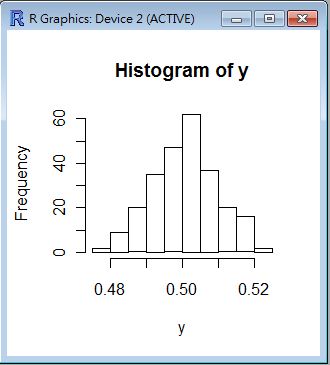 R Graphics: Device 2 (ACTIVE)
Histogram of y
Frequency
60
40
20
0
0.48 0.50 0.52
y